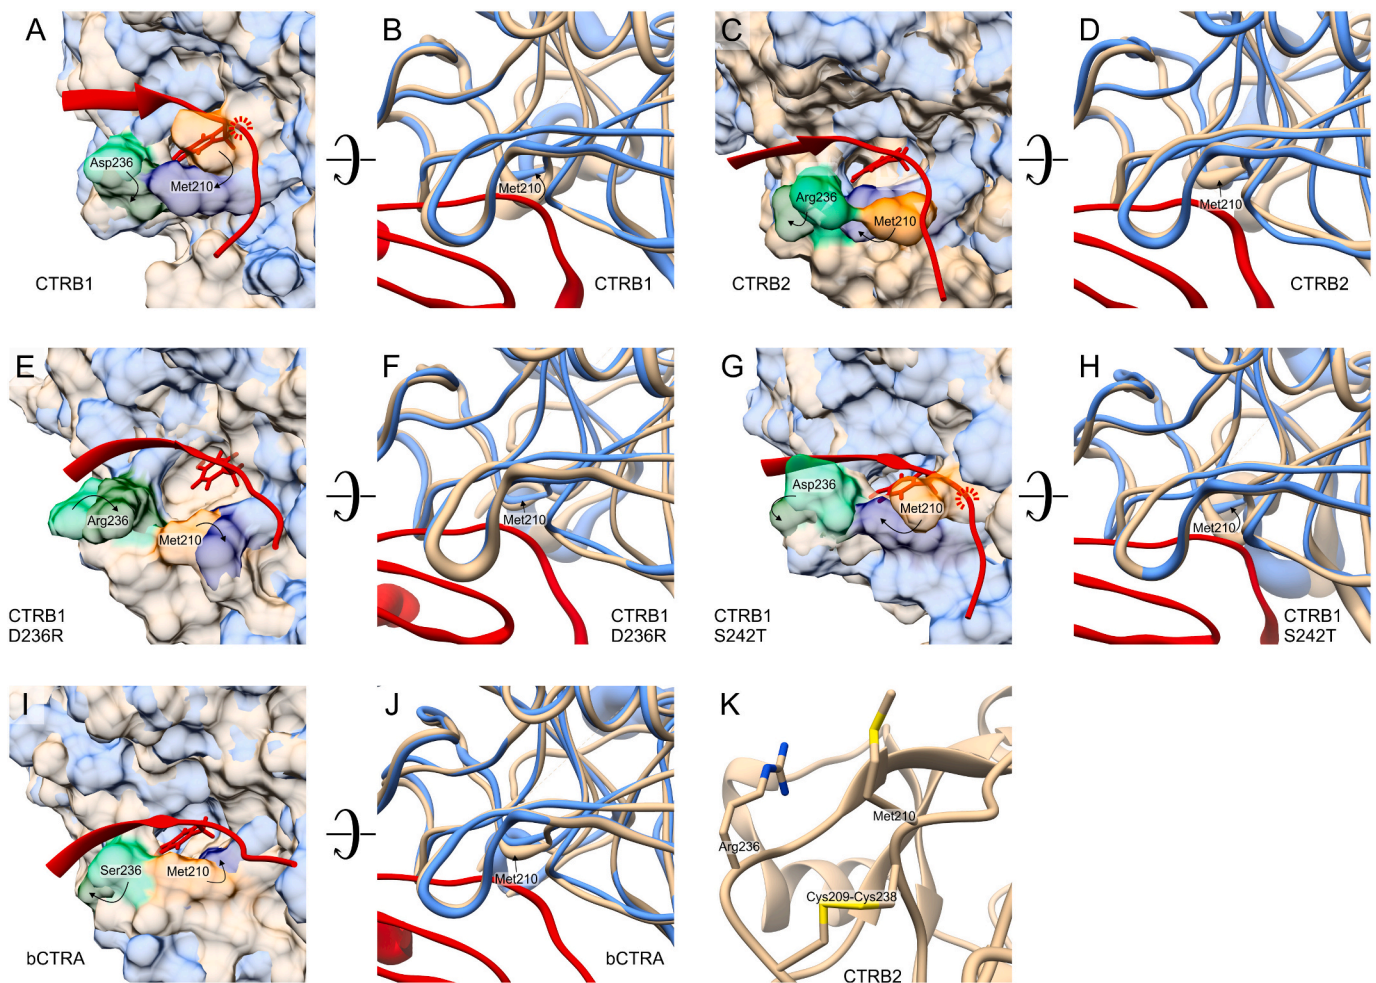 A
Asp236
Met210
CTRB1
B
Met210
CTRB1
C
Arg236
Met210
CTRB2
D
Met210
CTRB2
E
Arg236
Met210
CTRB1
D236R
F
Met210
CTRB1
D236R
G
Asp236
Met210
CTRB1
S242T
H
Met210
CTRB1
S242T
I
Ser236
Met210
bCTRA
J
Met210
bCTRA
K
Met210
Arg236
Cys209-Cys238
CTRB2